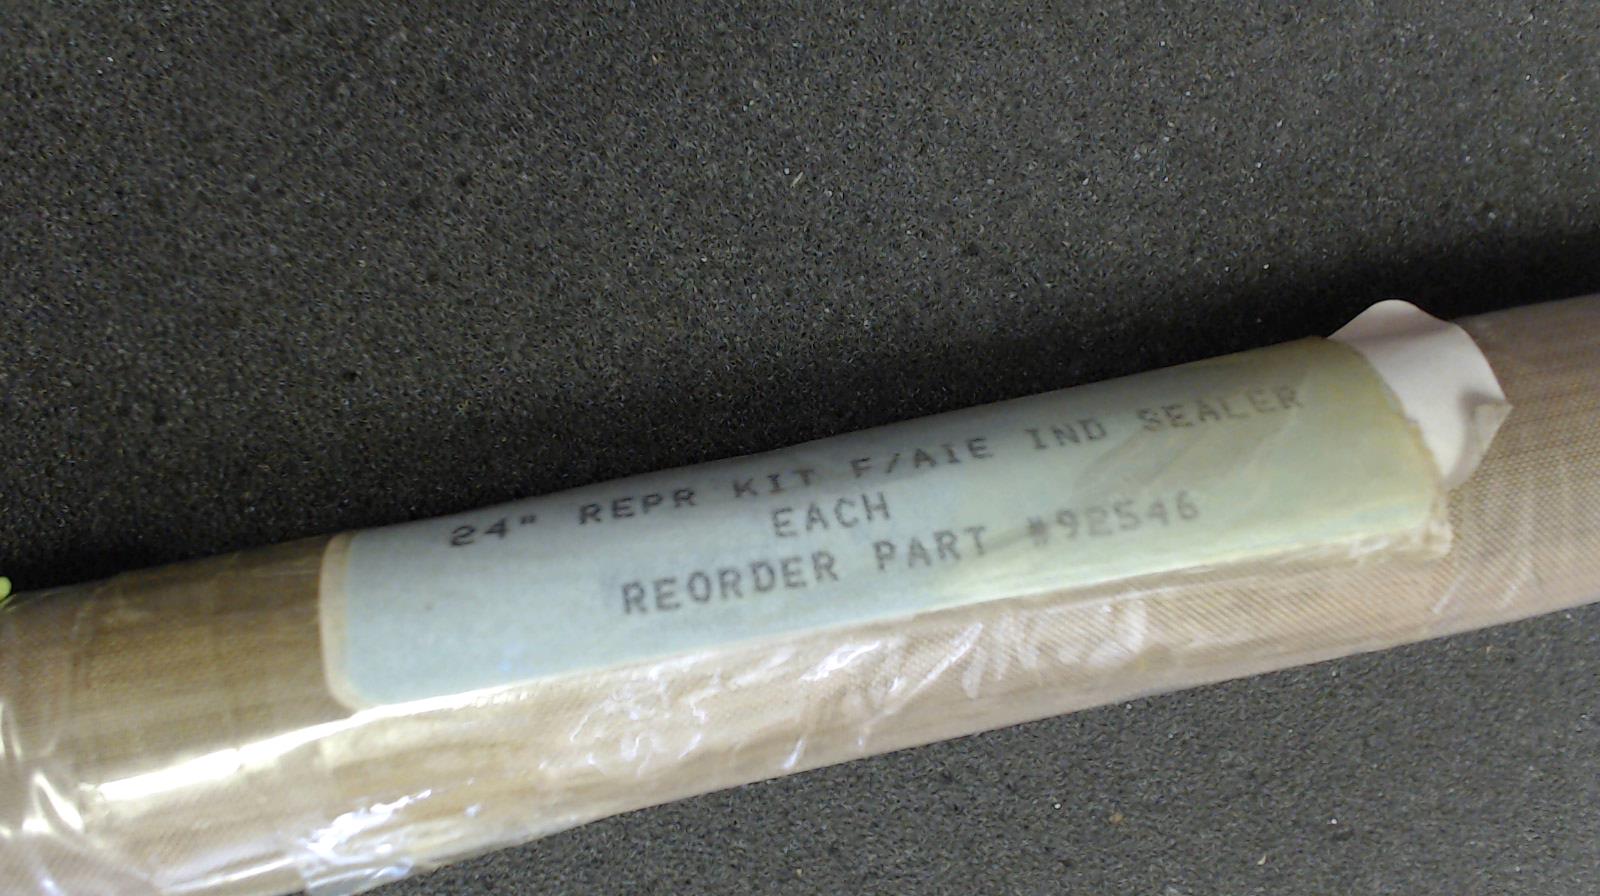 24" REPR KIT F/AIE IND SEALER
EACH
REORDER PART #92546